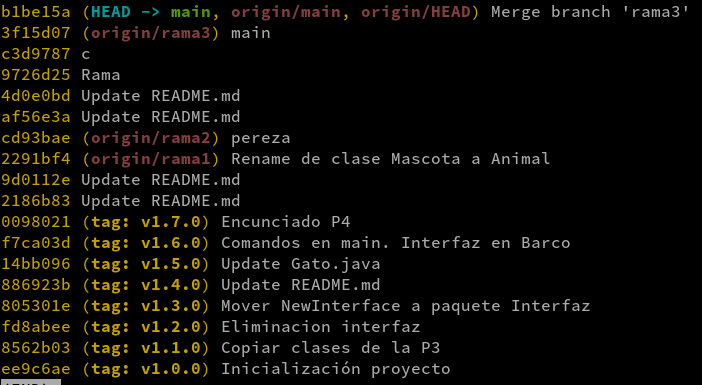 b1be15a (HEAD -> main, origin/main, origin/HEAD) Merge branch 'rama3'
3f15d07 (origin/rama3) main
c3d9787 c
9726d25 Rama
4d0e0bd Update README.md
af56e3a Update README.md
cd93bae (origin/rama2) pereza
2291bf4 (origin/rama1) Rename de clase Mascota a Animal
9d0112e Update README.md
2186b83 Update README.md
0098021 (tag: v1.7.0) Encunciado P4
f7ca03d (tag: v1.6.0) Comandos en main. Interfaz en Barco
14bb096 (tag: v1.5.0) Update Gato.java
886923b (tag: v1.4.0) Update README.md
805301e (tag: v1.3.0) Mover NewInterface a paquete Interfaz
fd8abee (tag: v1.2.0) Eliminacion interfaz
8562b03 (tag: v1.1.0) Copiar clases de la P3
ee9c6ae (tag: v1.0.0) Inicialización proyecto